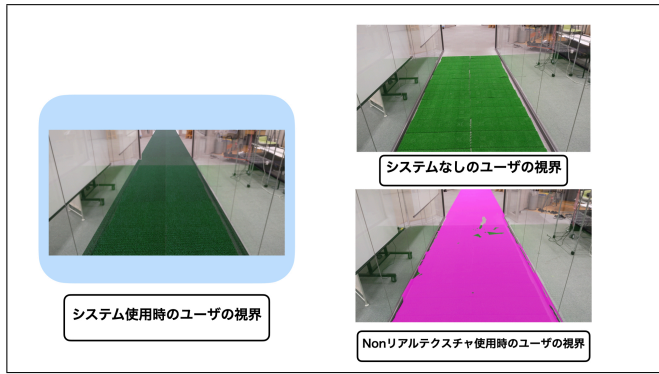 システムなしのユーザの視界
システム使用時のユーザの視界
Nonリアルテクスチャ使用時のユーザの視界